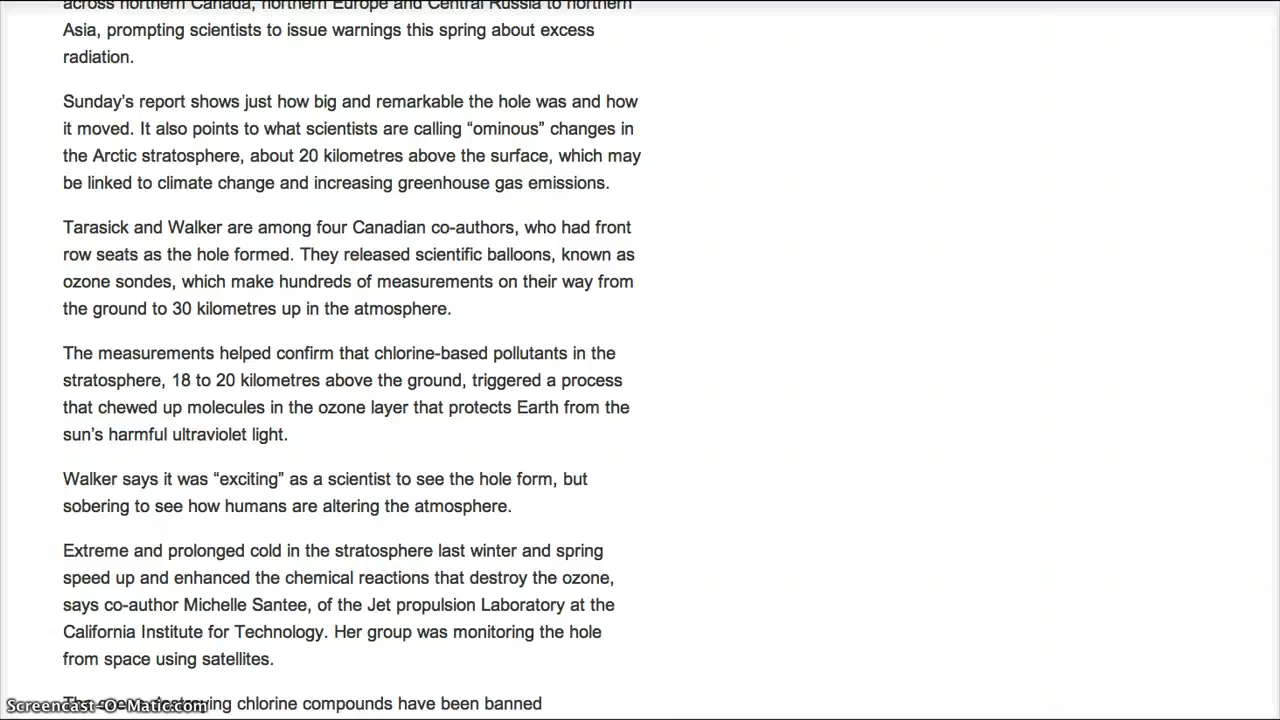 across northern Canada, northern Europe and Central Russia to northern
Asia, prompting scientists to issue warnings this spring about excess
radiation.
Sunday’s report shows just how big and remarkable the hole was and how
it moved. It also points to what scientists are calling “ominous” changes in
the Arctic stratosphere, about 20 kilometres above the surface, which may
be linked to climate change and increasing greenhouse gas emissions.
Tarasick and Walker are among four Canadian co-authors, who had front
row seats as the hole formed. They released scientific balloons, known as
ozone sondes, which make hundreds of measurements on their way from
the ground to 30 kilometres up in the atmosphere.
The measurements helped confirm that chlorine-based pollutants in the
stratosphere, 18 to 20 kilometres above the ground, triggered a process
that chewed up molecules in the ozone layer that protects Earth from the
sun’s harmful ultraviolet light.
Walker says it was “exciting” as a scientist to see the hole form, but
sobering to see how humans are altering the atmosphere.
Extreme and prolonged cold in the stratosphere last winter and spring
speed up and enhanced the chemical reactions that destroy the ozone,
says co-author Michelle Santee, of the Jet propulsion Laboratory at the
California Institute for Technology. Her group was monitoring the hole
from space using satellites.
chlorine compounds have been banned
Screencast-O-Matic.com